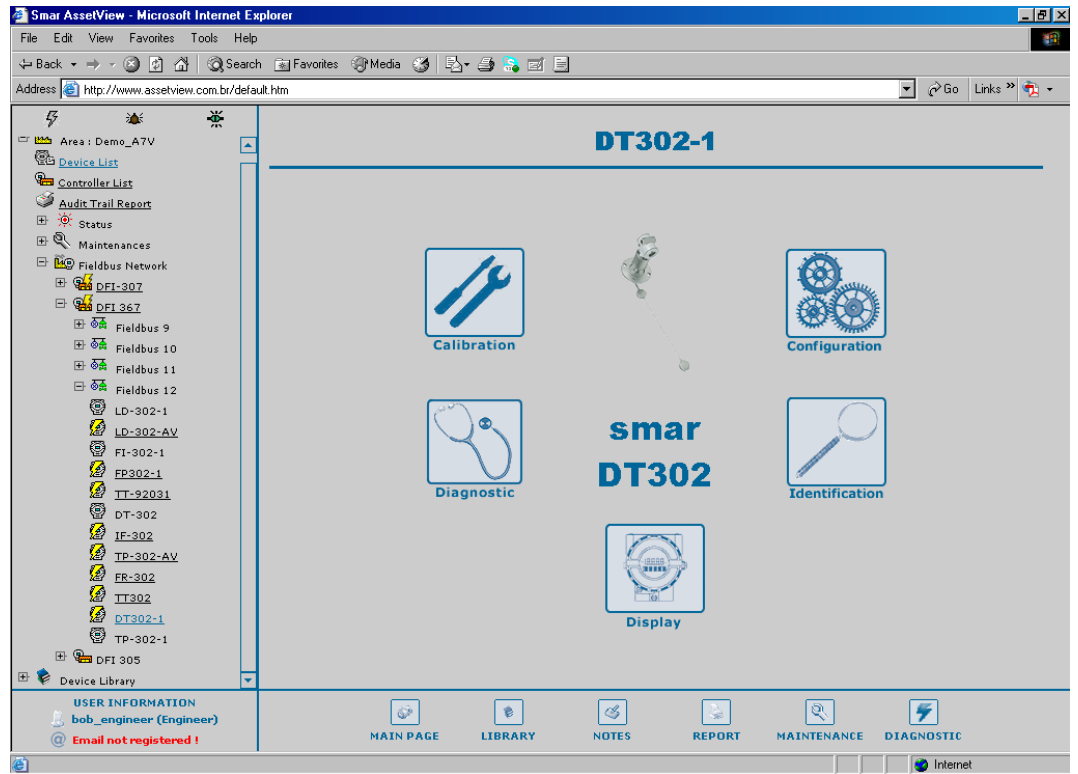 Smar AssetView - Microsoft Internet Explorer
File Edit View Favorites Tools Help
Back Search Favorites Media
Address http://www.assetview.com.br/default.htm Go Links »
Area : Demo_A7V
Device List
Controller List
Audit Trail Report
Status
Maintenances
Fieldbus Network
DFI-307
DFI 367
Fieldbus 9
Fieldbus 10
Fieldbus 11
Fieldbus 12
LD-302-1
LD-302-AV
FI-302-1
FP302-1
TT-92031
DT-302
IF-302
TP-302-AV
FR-302
TT302
DT302-1
TP-302-1
DFI 305
Device Library
USER INFORMATION
bob_engineer (Engineer)
@ Email not registered !
DT302-1
Calibration
Configuration
Diagnostic
smar
DT302
Identification
Display
MAIN PAGE LIBRARY NOTES REPORT MAINTENANCE DIAGNOSTIC
Internet